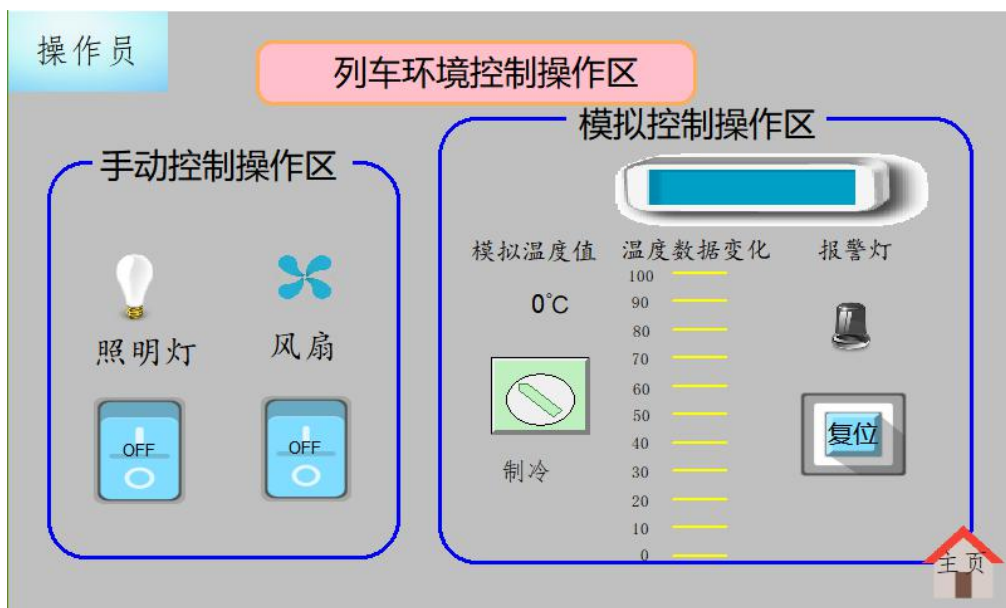 操作员
列车环境控制操作区
手动控制操作区
照明灯
风扇
OFF
OFF
模拟控制操作区
模拟温度值
温度数据变化
报警灯
0℃
100
90
80
70
60
50
40
30
20
10
0
制冷
复位
主页